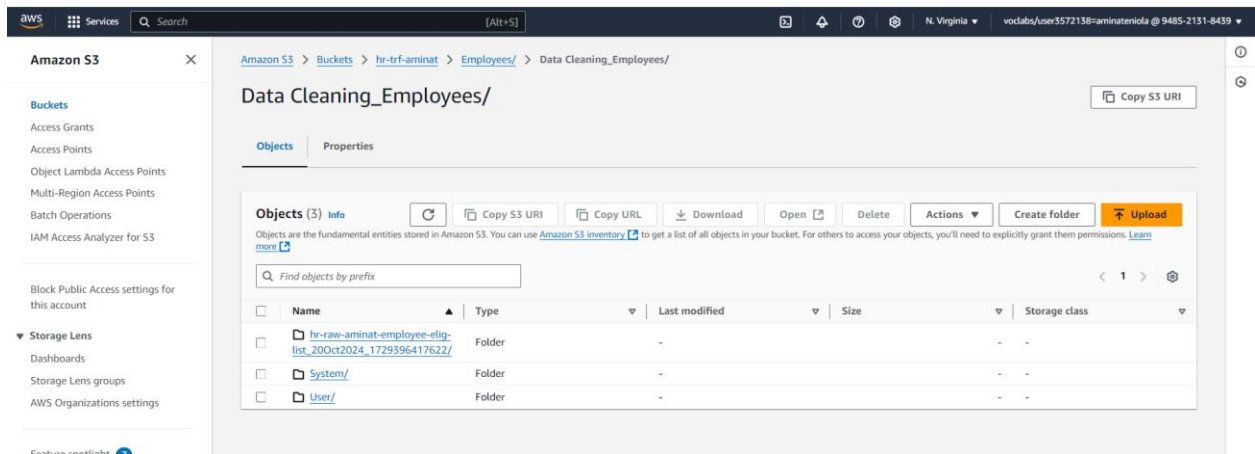 aws Services Search [Alt+S] N. Virginia ▼ voclabs/user3572138=aminateniola @ 9485-2131-8439 ▼
Amazon S3
Buckets
Access Grants
Access Points
Object Lambda Access Points
Multi-Region Access Points
Batch Operations
IAM Access Analyzer for S3
Block Public Access settings for
this account
▼ Storage Lens
Dashboards
Storage Lens groups
AWS Organizations settings
Feature spotlight
Amazon S3 > Buckets > hr-trf-aminat > Employees/ > Data Cleaning_Employees/
Data Cleaning_Employees/
Copy S3 URI
Objects Properties
Objects (3) Info Copy S3 URI Copy URL Download Open Delete Actions ▼ Create folder Upload
Objects are the fundamental entities stored in Amazon S3. You can use Amazon S3 inventory to get a list of all objects in your bucket. For others to access your objects, you'll need to explicitly grant them permissions. Learn
more
Find objects by prefix
< 1 >
Name Type Last modified Size Storage class
hr-raw-aminat-employee-elig-
list_20Oct2024_1729396417622/ Folder - - -
System/ Folder - - -
User/ Folder - - -